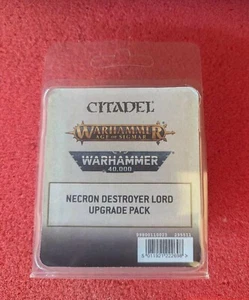 CITADEL
WARHAMMER
AGE OF SIGMAR
WARHAMMER
40,000
NECRON DESTROYER LORD
UPGRADE PACK